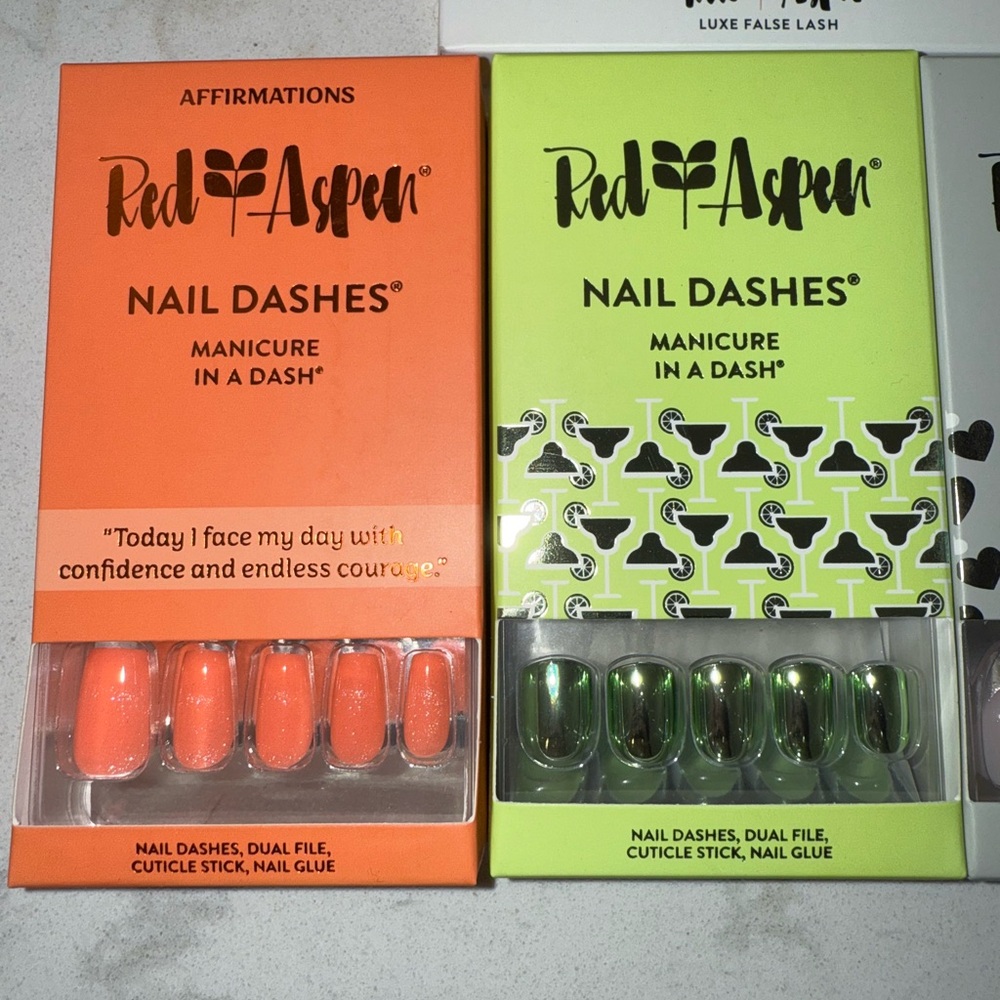 LUXE FALSE LASH
AFFIRMATIONS
Red Aspen®
NAIL DASHES®
MANICURE
IN A DASH®
"Today I face my day with
confidence and endless courage."
NAIL DASHES, DUAL FILE,
CUTICLE STICK, NAIL GLUE
Red Aspen®
NAIL DASHES®
MANICURE
IN A DASH®
NAIL DASHES, DUAL FILE,
CUTICLE STICK, NAIL GLUE